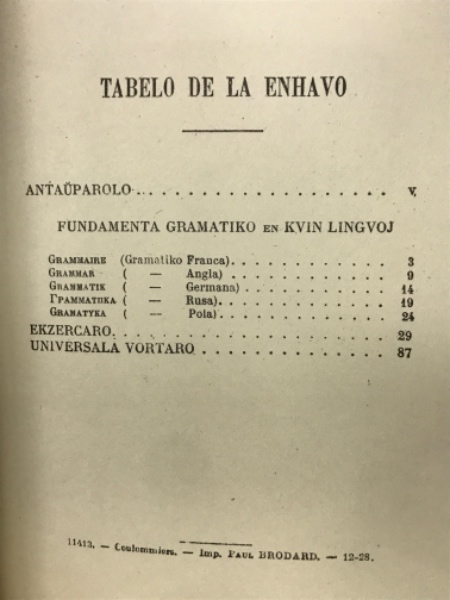 TABELO DE LA ENHAVO
ANTAŬPAROLO . . . . . . . . . . . . . . . . . . . . V
FUNDAMENTA GRAMATIKO EN KVIN LINGVOJ
GRAMMAIRE (Gramatiko Franca) . . . . . . . . . . . 3
GRAMMAR ( — Angla) . . . . . . . . . . . 9
GRAMMATIK ( — Germana) . . . . . . . . . . 14
ГРАММАТИКА ( — Rusa) . . . . . . . . . . . 19
GRAMATYKA ( — Pola) . . . . . . . . . . . 24
EKZERCARO . . . . . . . . . . . . . . . . . . . 29
UNIVERSALA VORTARO . . . . . . . . . . . . . . 87
11413. — Coulommiers. — Imp. PAUL BRODARD. — 12-28.